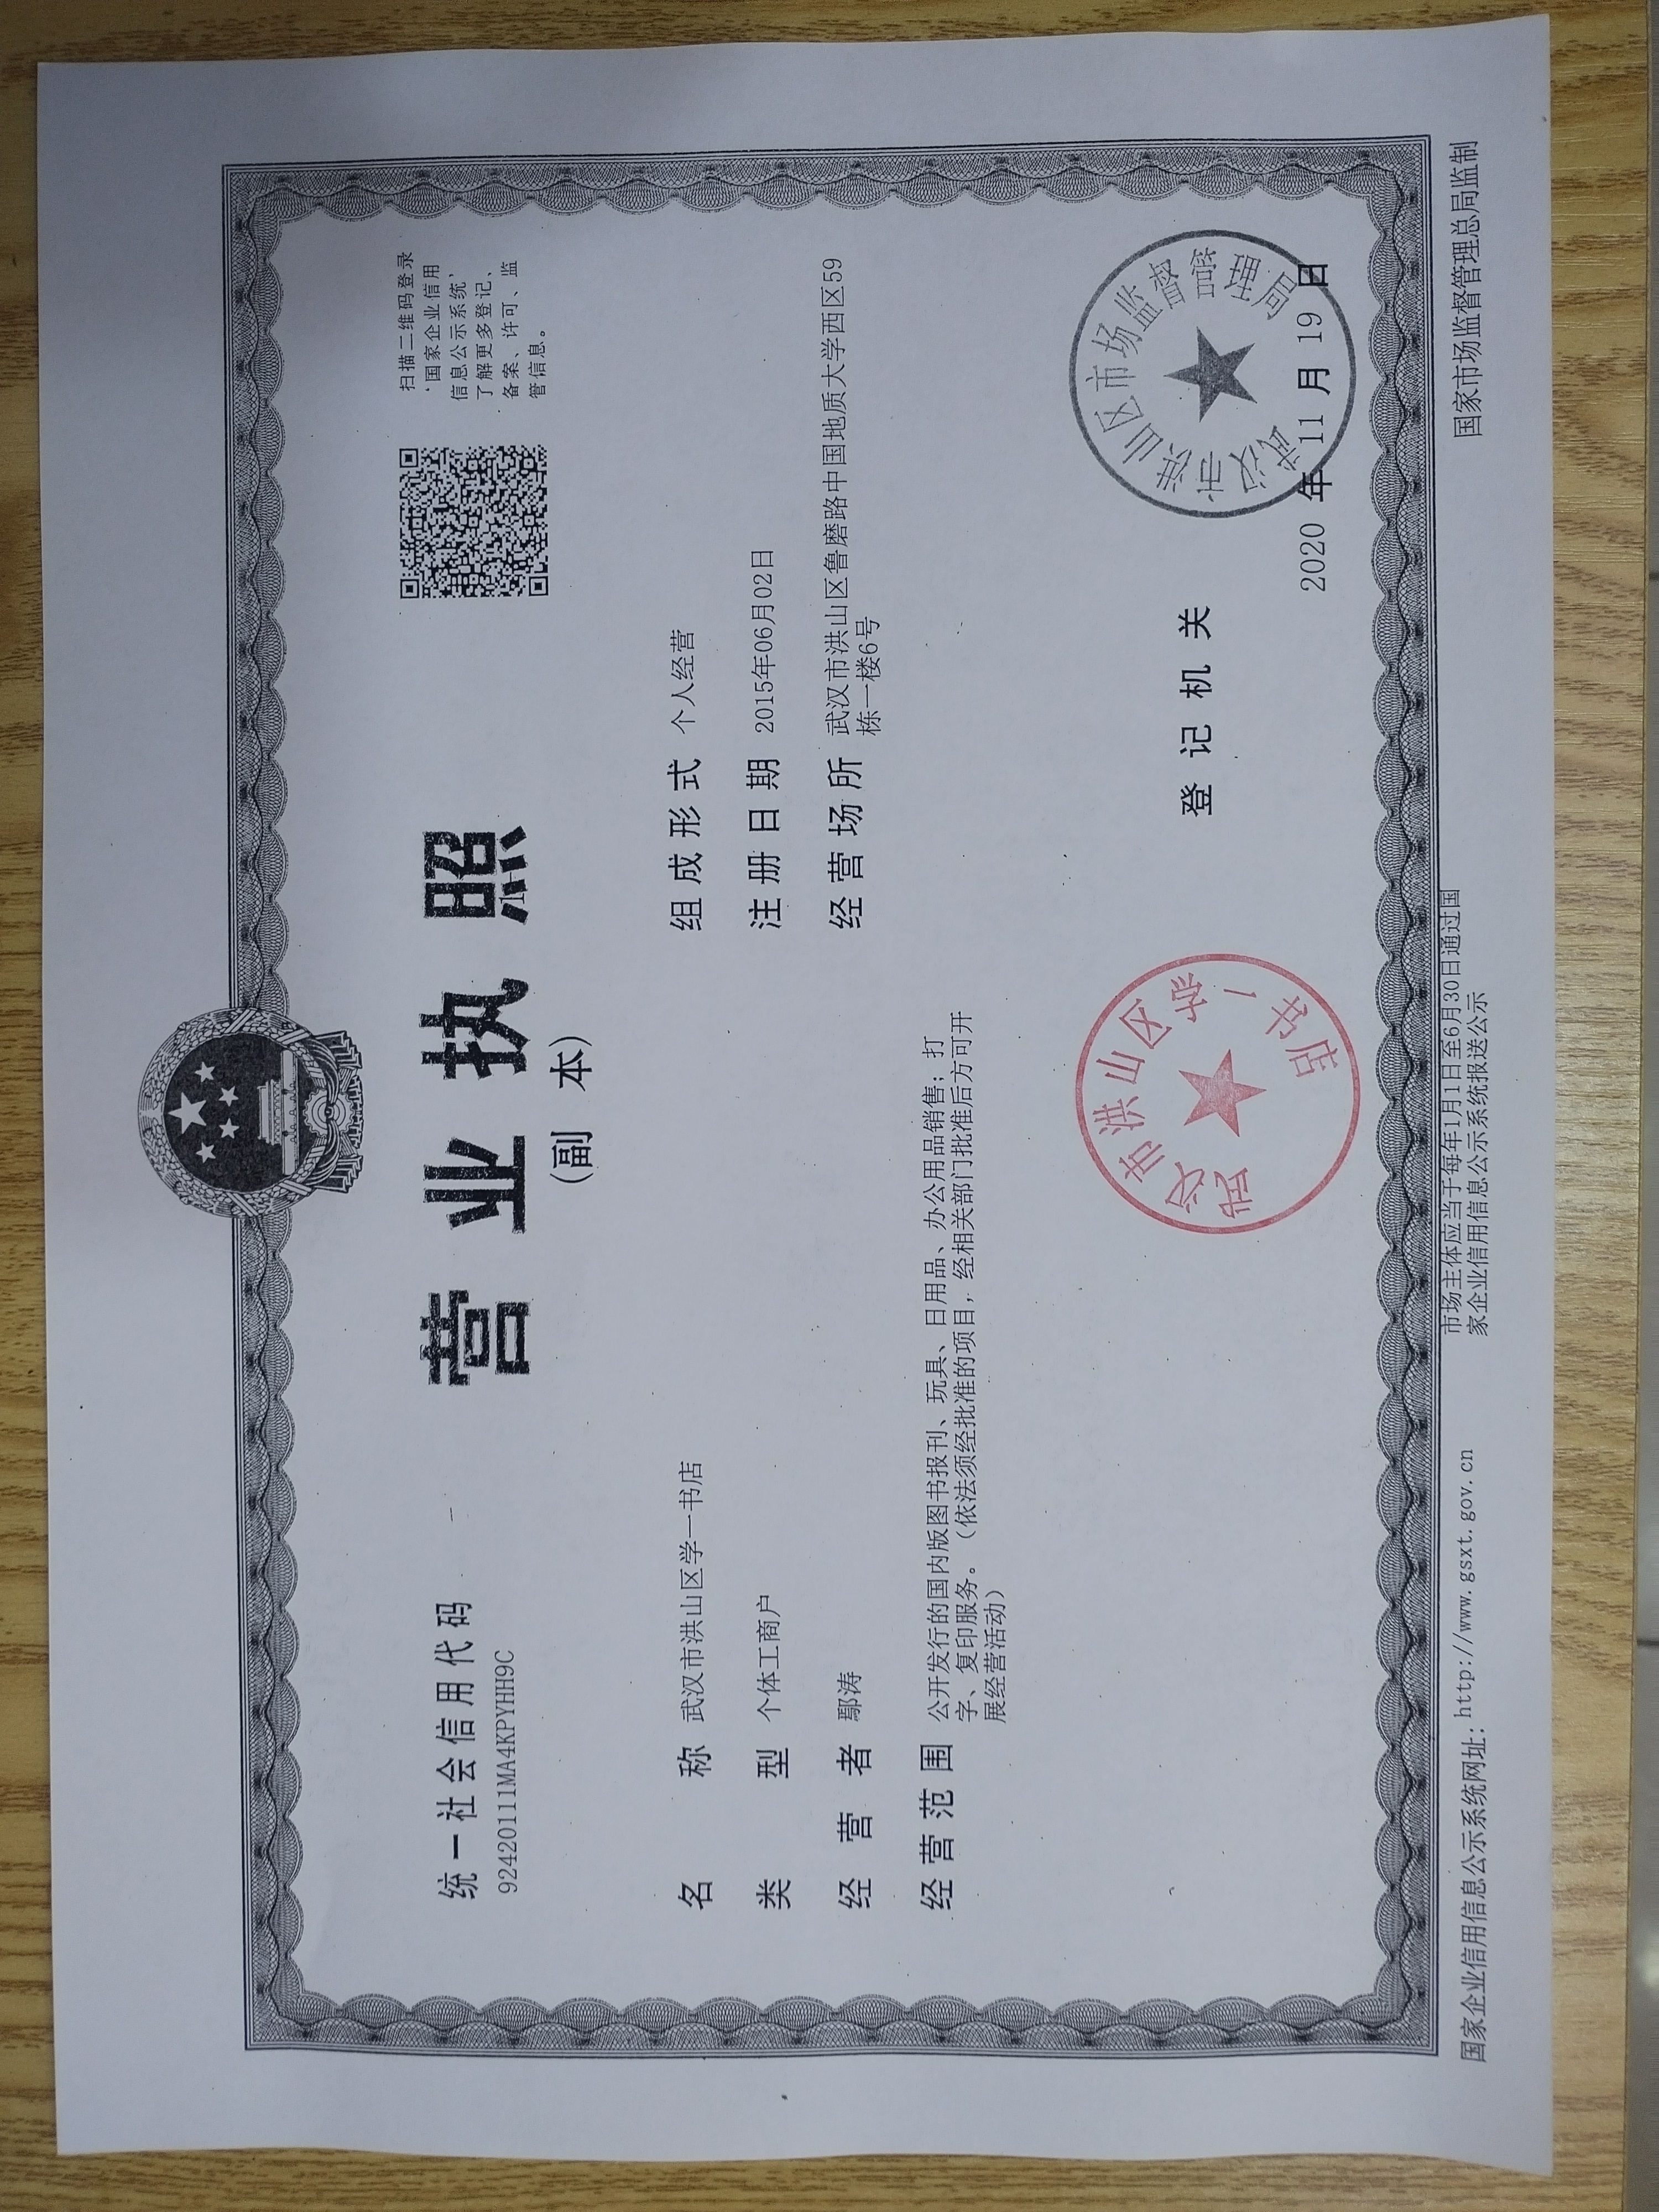 统一社会信用代码
92420111MA4KPYHH9C
营业执照
(副 本)
扫描二维码登录
‘国家企业信用
信息公示系统’
了解更多登记、
备案、许可、监
管信息。
名 称 武汉市洪山区学一书店
类 型 个体工商户
经 营 者 鄢涛
经 营 范 围 公开发行的国内版图书报刊、玩具、日用品、办公用品销售；打
字、复印服务。（依法须经批准的项目，经相关部门批准后方可开
展经营活动）
组 成 形 式 个人经营
注 册 日 期 2015年06月02日
经 营 场 所 武汉市洪山区鲁磨路中国地质大学西区59
栋一楼6号
武汉市洪山区学一书店
登 记 机 关
武汉市洪山区市场监督管理局
2020 年 11 月 19 日
国家企业信用信息公示系统网址：http://www.gsxt.gov.cn
市场主体应当于每年1月1日至6月30日通过国
家企业信用信息公示系统报送公示
国家市场监督管理总局监制